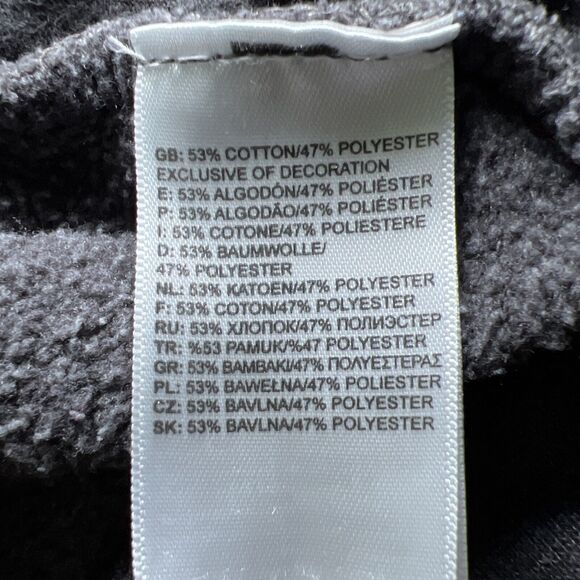 GB: 53% COTTON/47% POLYESTER
EXCLUSIVE OF DECORATION
E: 53% ALGODÓN/47% POLIÉSTER
P: 53% ALGODÃO/47% POLIÉSTER
I: 53% COTONE/47% POLIESTERE
D: 53% BAUMWOLLE/
47% POLYESTER
NL: 53% KATOEN/47% POLYESTER
F: 53% COTON/47% POLYESTER
RU: 53% ХЛОПОК/47% ПОЛИЭСТЕР
TR: %53 PAMUK/%47 POLYESTER
GR: 53% ΒΑΜΒΑΚΙ/47% ΠΟΛΥΕΣΤΕΡΑΣ
PL: 53% BAWEŁNA/47% POLIESTER
CZ: 53% BAVLNA/47% POLYESTER
SK: 53% BAVLNA/47% POLYESTER